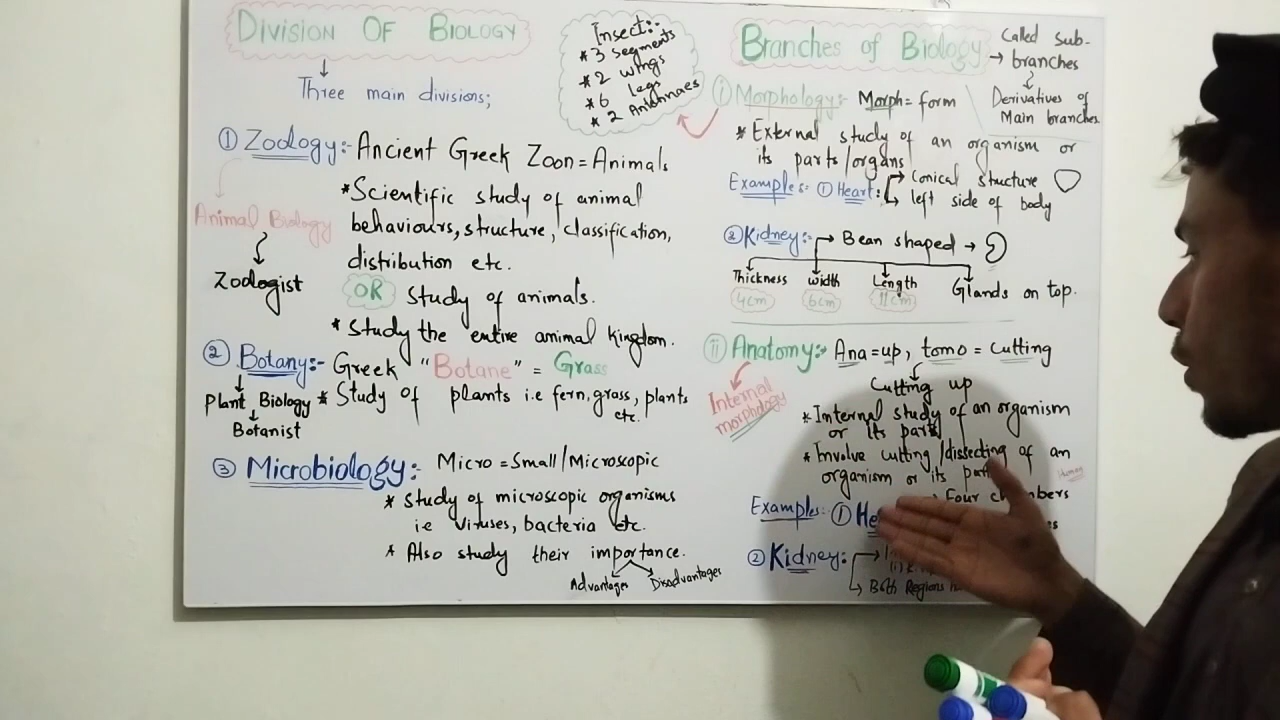 Division Of Biology
Three main divisions;
① Zoology:- Ancient Greek Zoon = Animals
Animal Biology
Zoologist
* Scientific study of animal
behaviours, structure, classification,
distribution etc.
OR Study of animals.
* Study the entire animal kingdom.
② Botany:- Greek "Botane" = Grass
Plant Biology
Botanist
* Study of plants i.e fern, grass, plants
etc.
③ Microbiology:- Micro = Small/Microscopic
* Study of microscopic organisms
i.e Viruses, bacteria etc.
* Also study their importance.
Advantages Disadvantages
Insect:-
* 3 segments
* 2 wings
* 6 legs
* 2 Antennaes
Branches of Biology
Called Sub-
→ branches
Derivatives of
Main branches.
i Morphology:- Morph = form
* External study of an organism or
its parts/organs
Examples: ① Heart: → Conical structure
→ left side of body
② Kidney:- → Bean shaped →
Thickness width Length Glands on top.
4cm 6cm 11cm
ii Anatomy:- Ana = up, tomo = Cutting
Cutting up
Internal
morphology
* Internal study of an organism
or its parts
* Involve cutting/dissecting of an
organism or its
Examples:- ①
Four chambers
② Kidney:
→ Both Regions